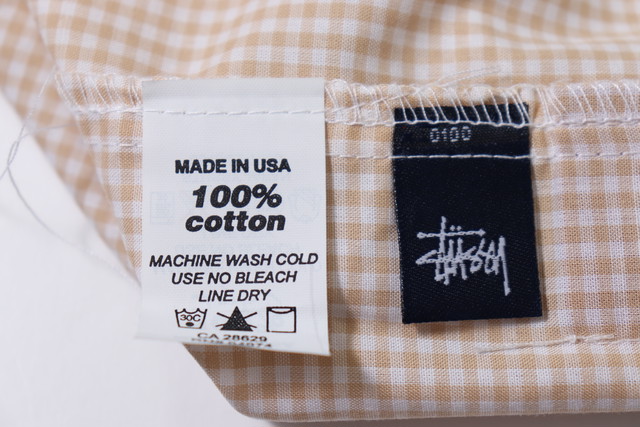 MADE IN USA
100%
cotton
MACHINE WASH COLD
USE NO BLEACH
LINE DRY
30C
CA 28629
0100
stüssy